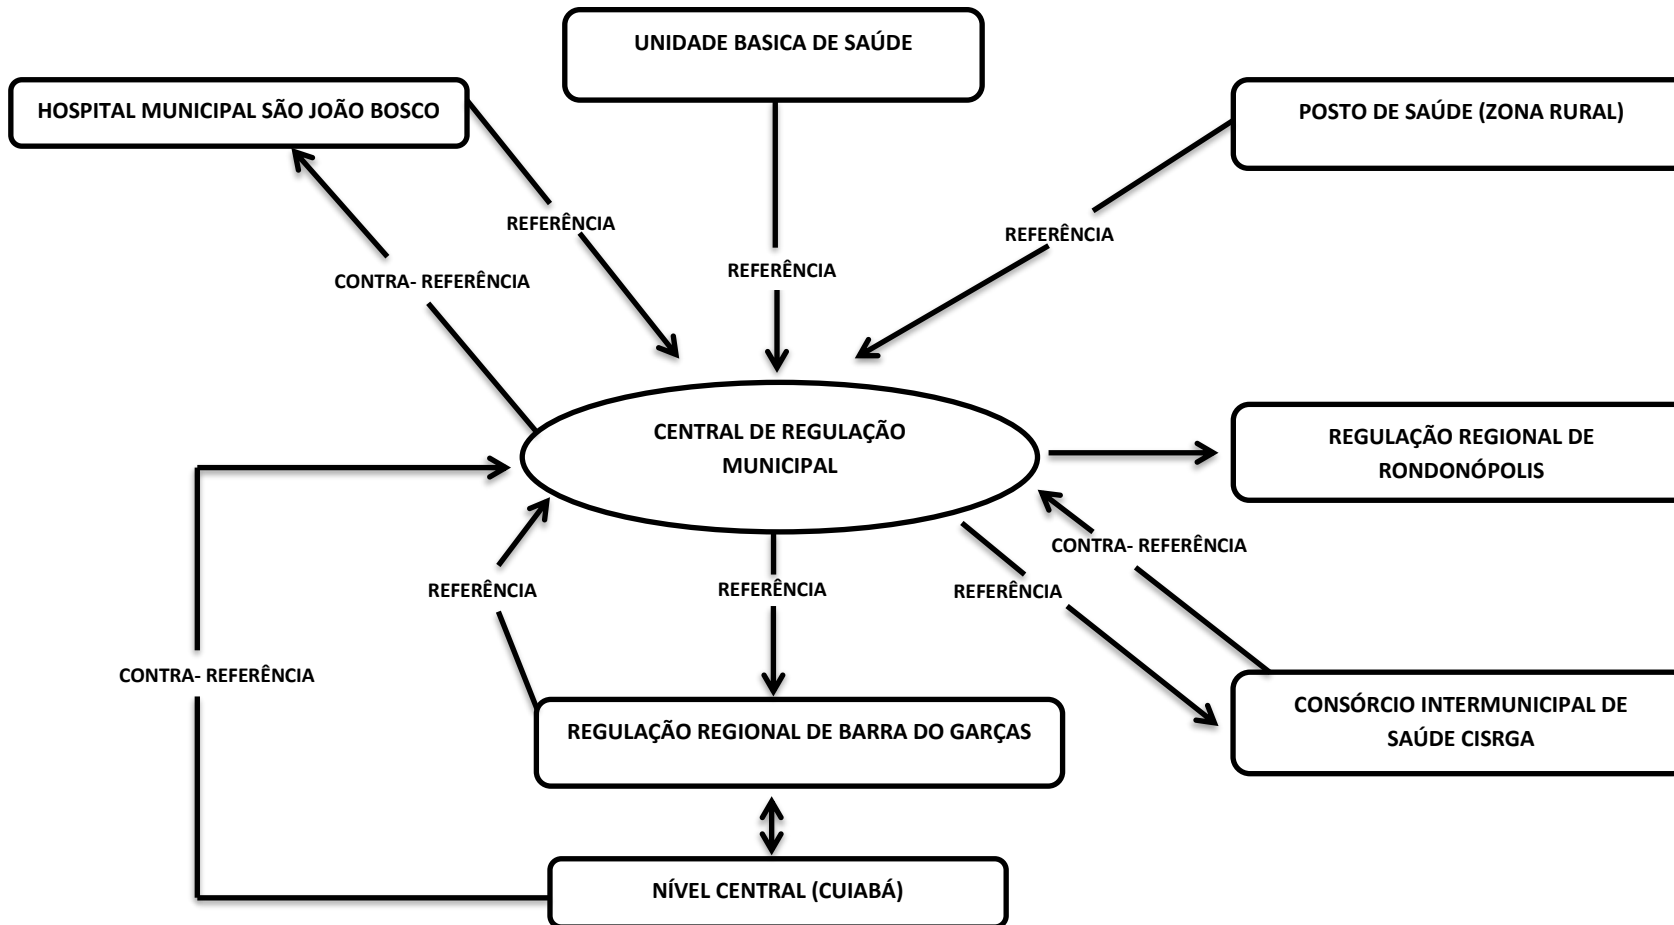 UNIDADE BASICA DE SAÚDE
HOSPITAL MUNICIPAL SÃO JOÃO BOSCO
POSTO DE SAÚDE (ZONA RURAL)
REFERÊNCIA
REFERÊNCIA
REFERÊNCIA
CONTRA- REFERÊNCIA
CENTRAL DE REGULAÇÃO
MUNICIPAL
REGULAÇÃO REGIONAL DE
RONDONÓPOLIS
CONTRA- REFERÊNCIA
REFERÊNCIA
REFERÊNCIA
REFERÊNCIA
CONTRA- REFERÊNCIA
CONSÓRCIO INTERMUNICIPAL DE
SAÚDE CISRGA
REGULAÇÃO REGIONAL DE BARRA DO GARÇAS
NÍVEL CENTRAL (CUIABÁ)